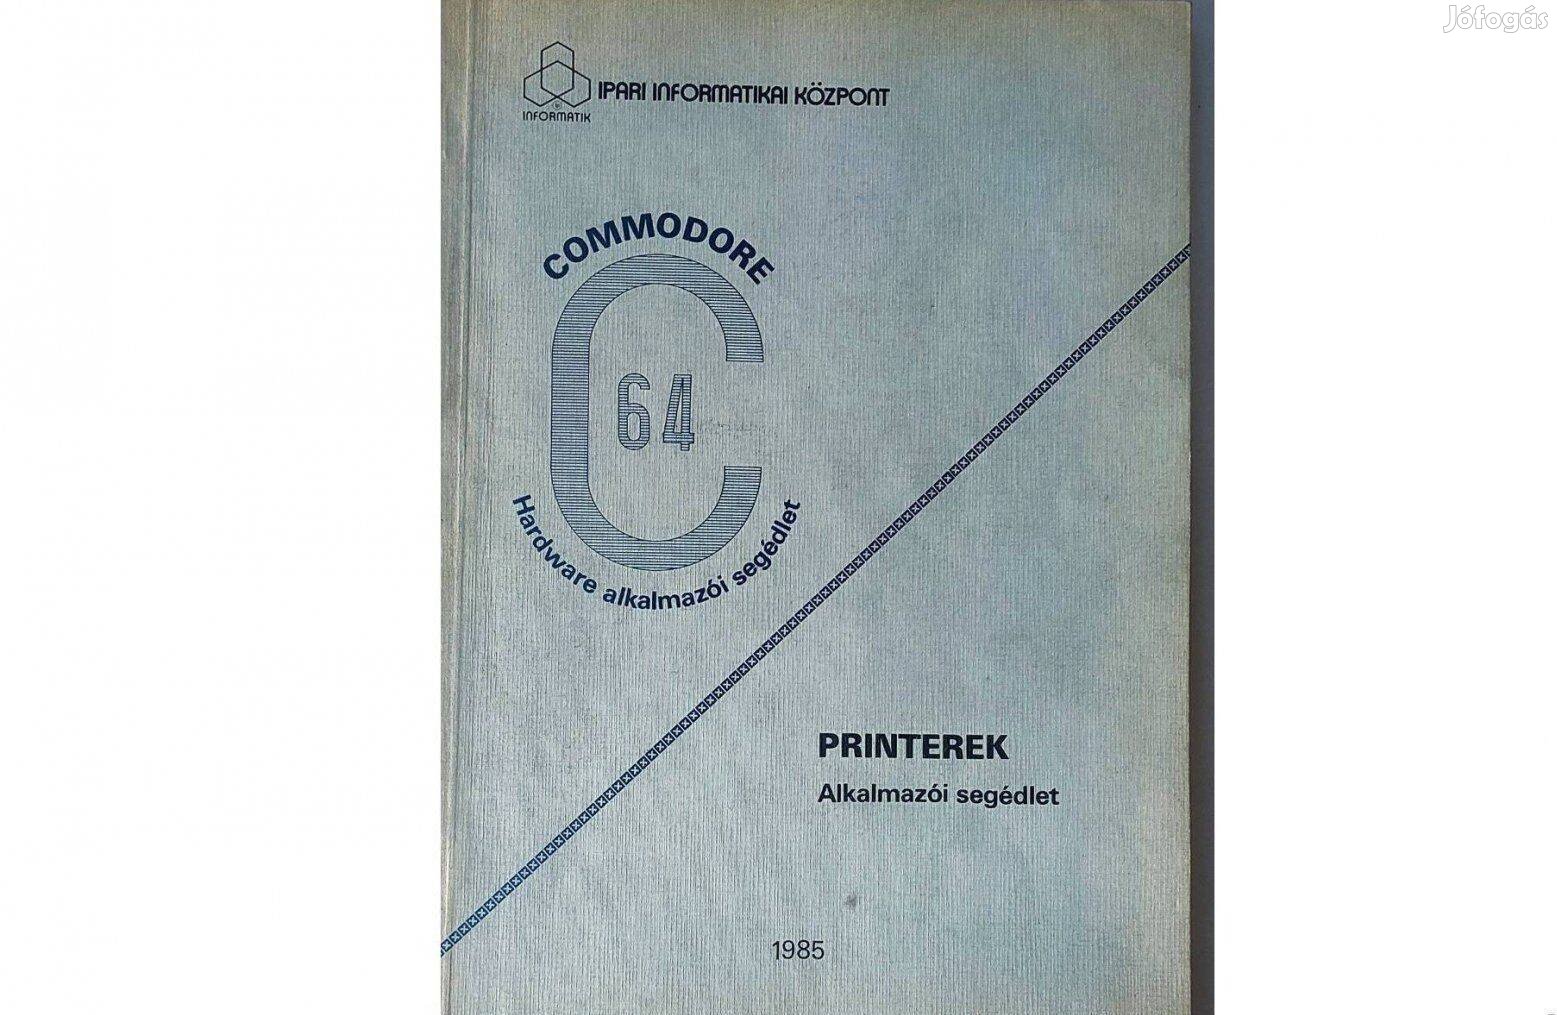 Jófogás
IPARI INFORMATIKAI KÖZPONT
INFORMATIK
COMMODORE
C
64
Hardware alkalmazói segédlet
PRINTEREK
Alkalmazói segédlet
1985